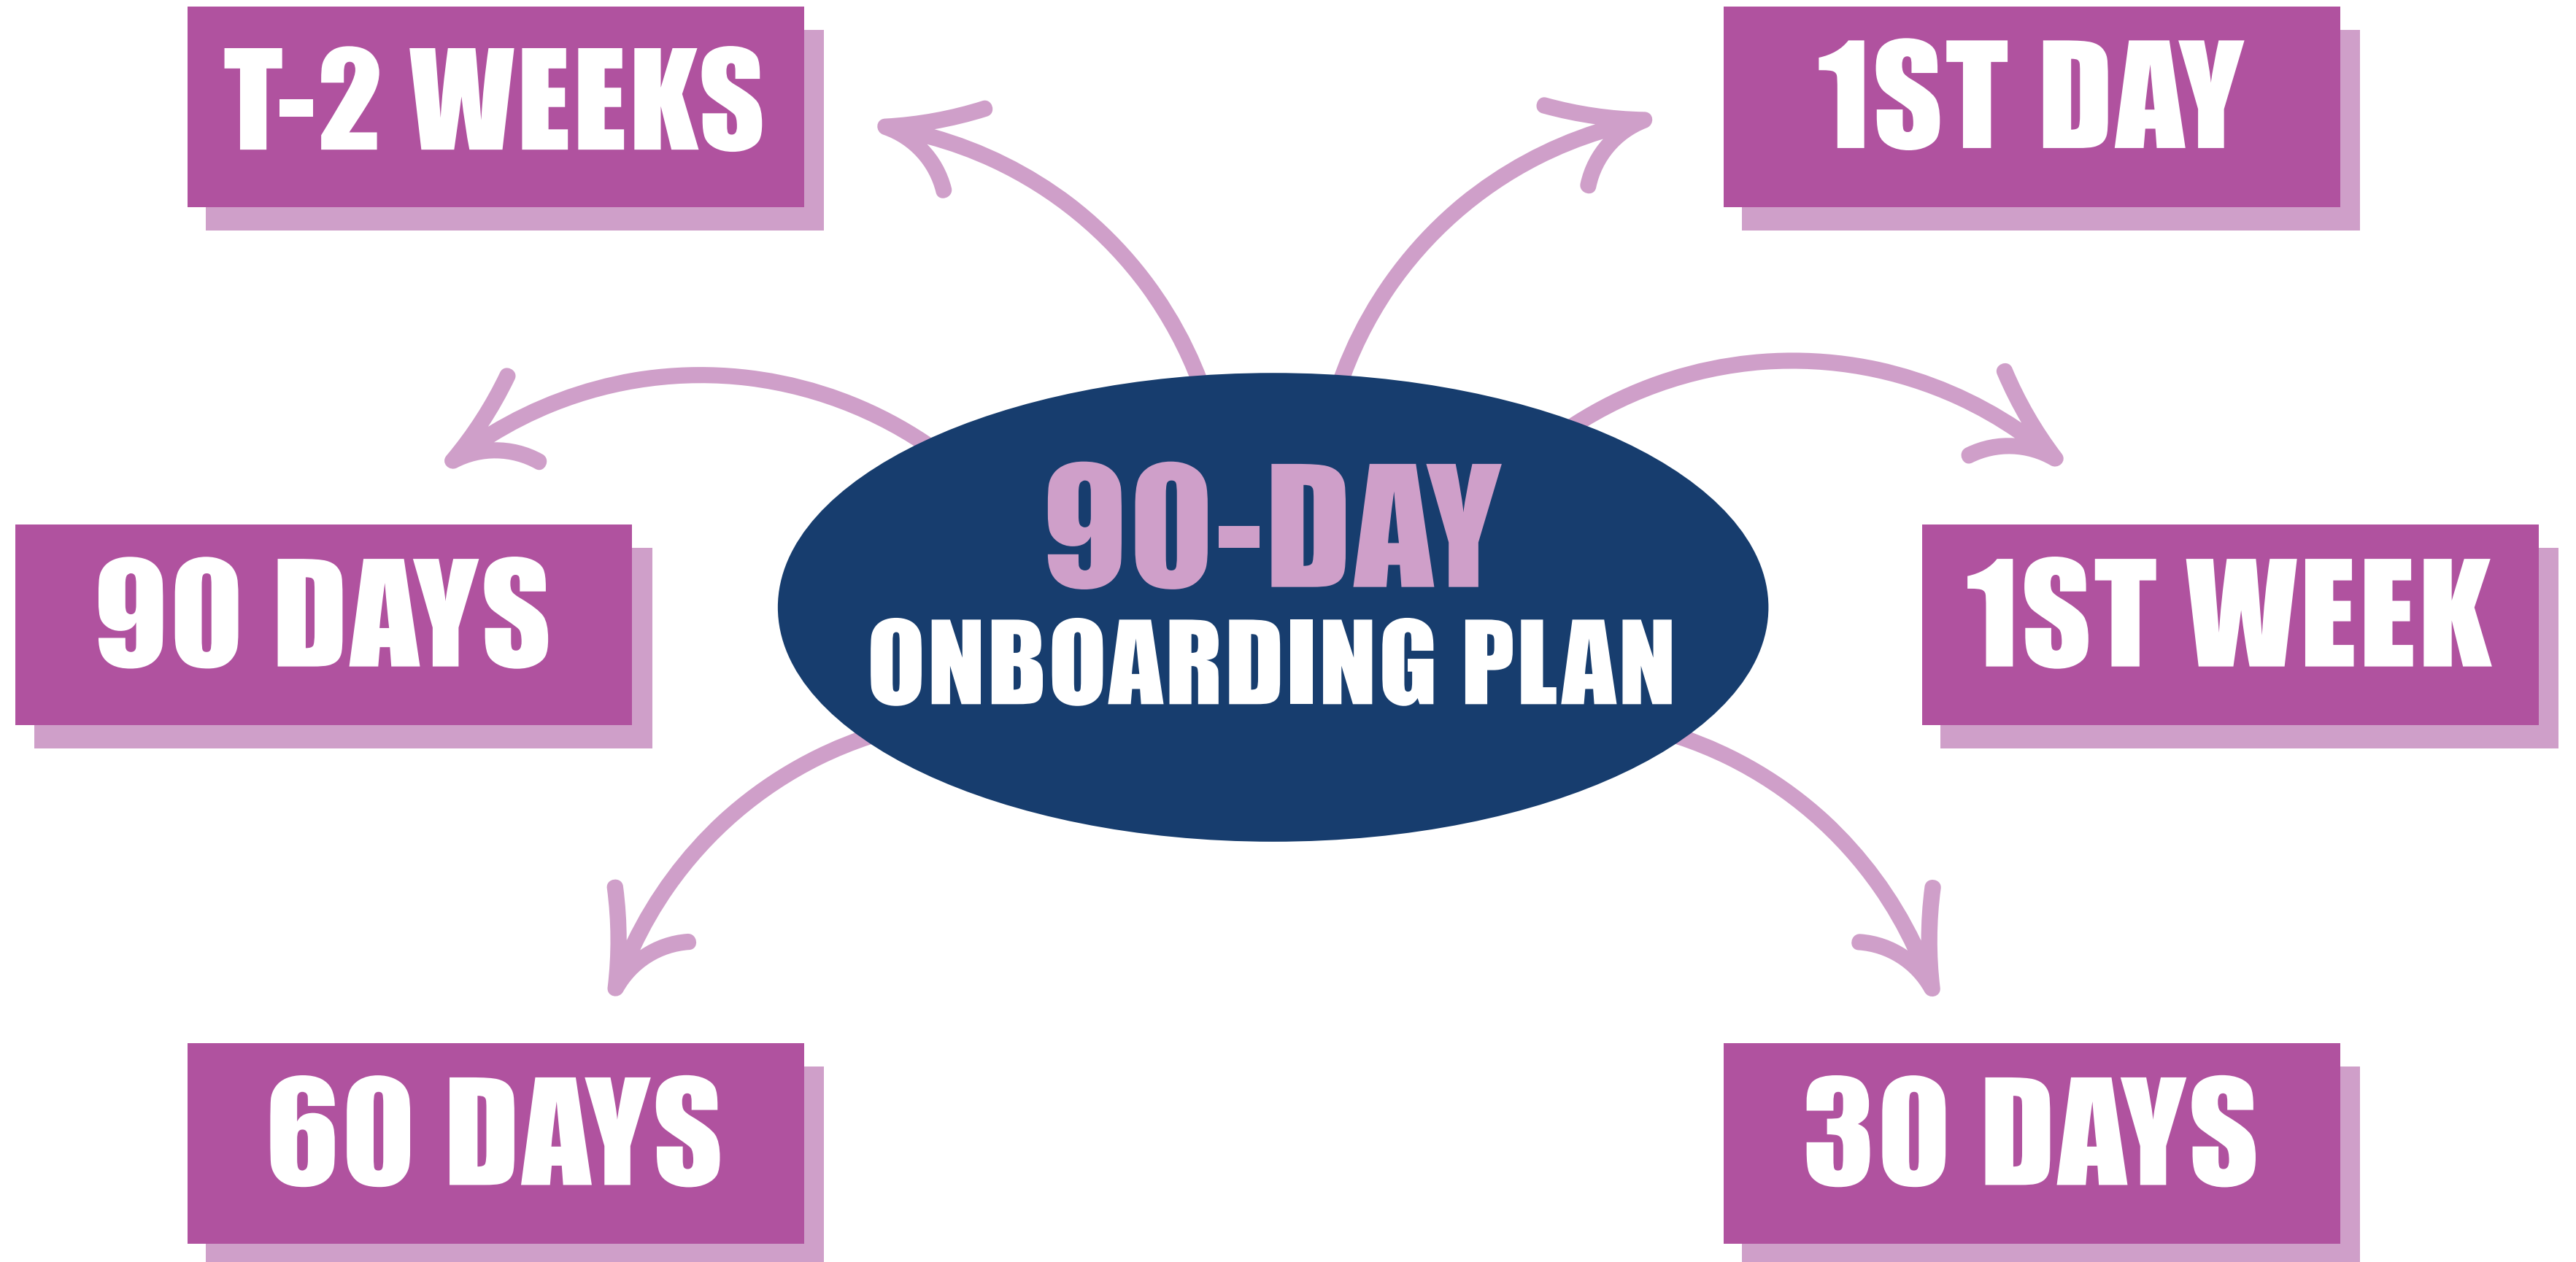 T-2 WEEKS
1ST DAY
90-DAY
ONBOARDING PLAN
90 DAYS
1ST WEEK
60 DAYS
30 DAYS